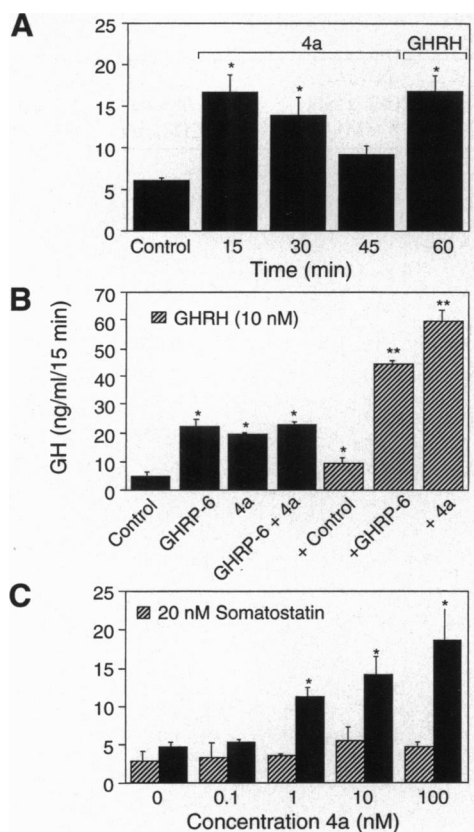 A
4a
GHRH
25
20
15
10
5
0
*
*
*
Control
15
30
45
60
Time (min)
B
GH (ng/ml/15 min)
70
60
50
40
30
20
10
0
GHRH (10 nM)
*
*
*
*
**
**
Control
GHRP-6
4a
GHRP-6 + 4a
+ Control
+GHRP-6
+ 4a
C
25
20
15
10
5
0
20 nM Somatostatin
*
*
*
0
0.1
1
10
100
Concentration 4a (nM)